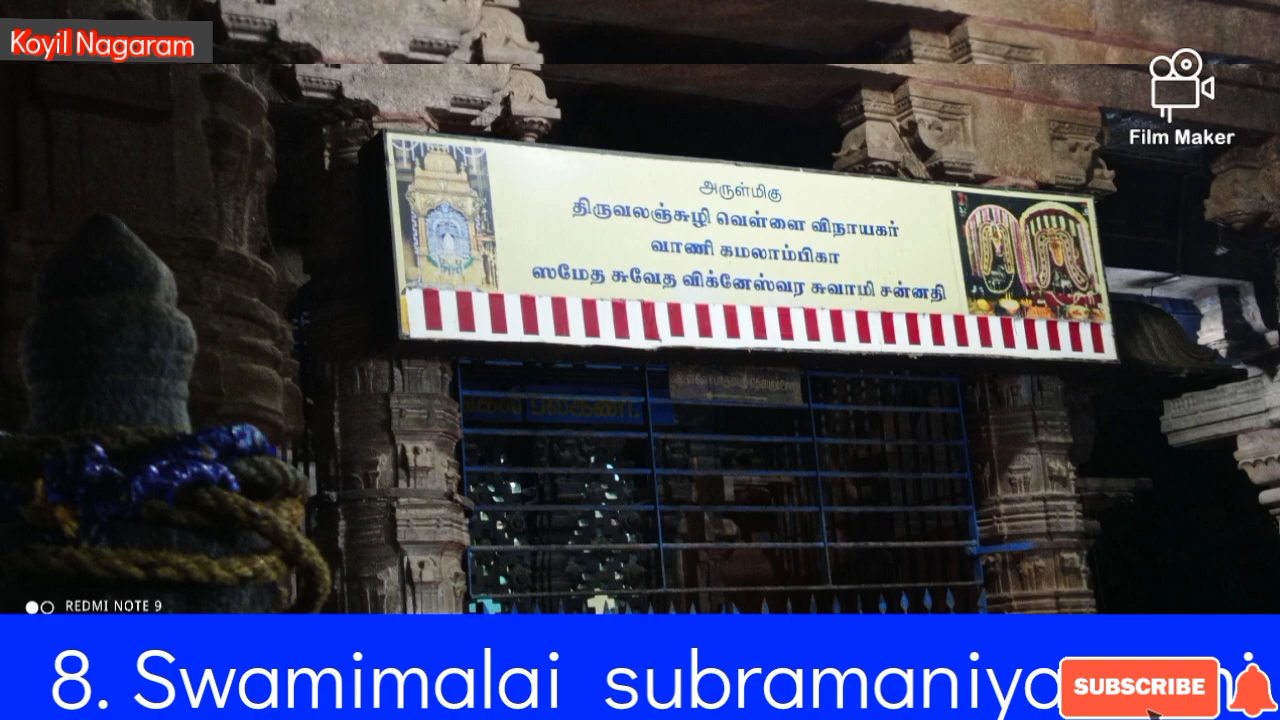 Koyil Nagaram
Film Maker
அருள்மிகு
திருவலஞ்சுழி வெள்ளை விநாயகர்
வாணி கமலாம்பிகா
ஸமேத சுவேத விக்னேஸ்வர சுவாமி சன்னதி
REDMI NOTE 9
8. Swamimalai subramaniya
SUBSCRIBE